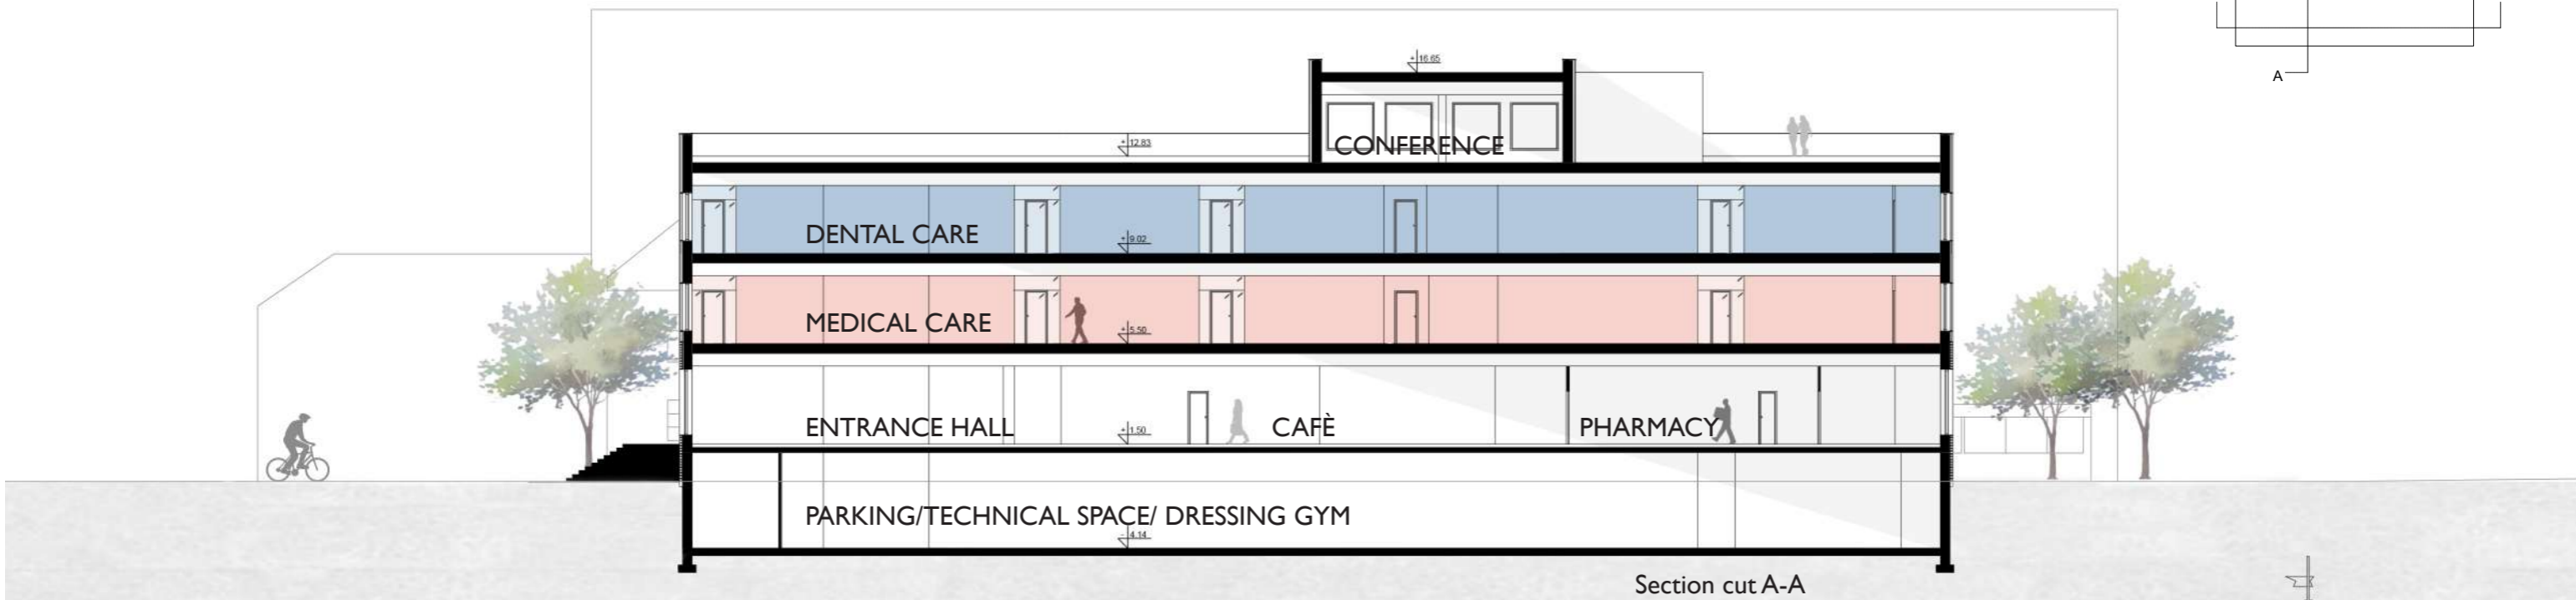 A
+ 16.65
CONFERENCE
+ 12.83
DENTAL CARE
+ 9.02
MEDICAL CARE
+ 5.50
ENTRANCE HALL
+ 1.50
CAFÈ
PHARMACY
PARKING/TECHNICAL SPACE/ DRESSING GYM
- 4.14
Section cut A-A